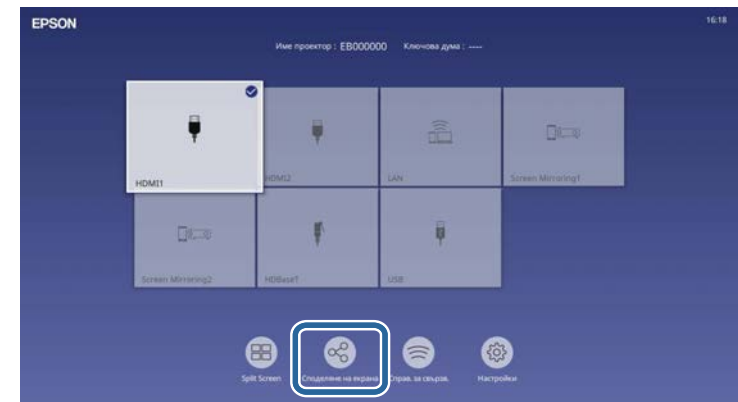 EPSON
16:18
Име проектор : EB000000 Ключова дума : ----
HDMI1
HDMI2
LAN
Screen Mirroring1
Screen Mirroring2
HDBaseT
USB
Split Screen
Споделяне на екрана
Справ. за свързв.
Настройки